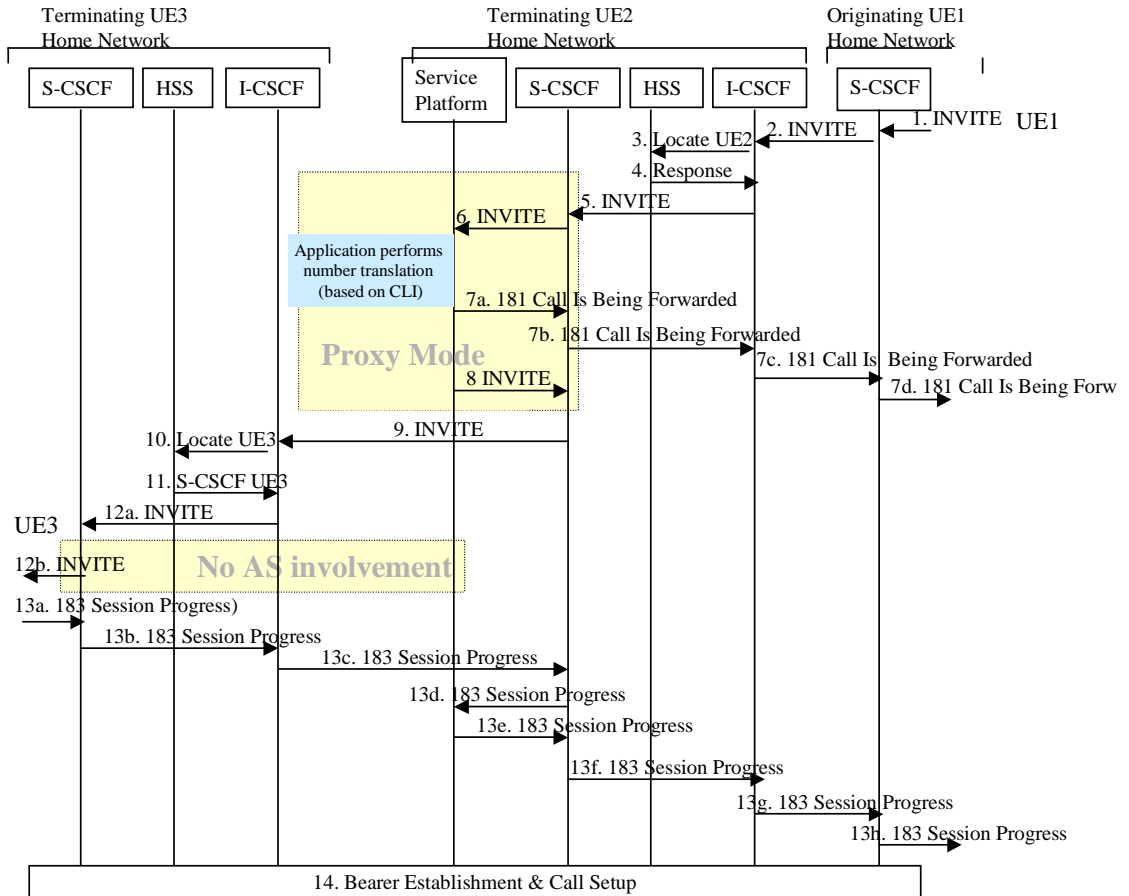 Terminating UE3
Home Network
Terminating UE2
Home Network
Originating UE1
Home Network
S-CSCF
HSS
I-CSCF
Service
Platform
S-CSCF
HSS
I-CSCF
S-CSCF
1. INVITE
UE1
2. INVITE
3. Locate UE2
4. Response
5. INVITE
6. INVITE
Application performs
number translation
(based on CLI)
7a. 181 Call Is Being Forwarded
7b. 181 Call Is Being Forwarded
Proxy Mode
7c. 181 Call Is Being Forwarded
8 INVITE
7d. 181 Call Is Being Forw
9. INVITE
10. Locate UE3
11. S-CSCF UE3
12a. INVITE
UE3
12b. INVITE
No AS involvement
13a. 183 Session Progress)
13b. 183 Session Progress
13c. 183 Session Progress
13d. 183 Session Progress
13e. 183 Session Progress
13f. 183 Session Progress
13g. 183 Session Progress
13h. 183 Session Progress
14. Bearer Establishment & Call Setup